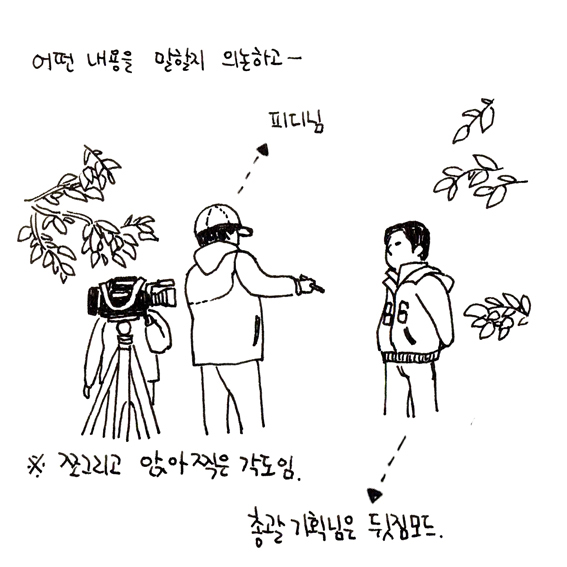 어떤 내용을 말할지 의논하고—
피디님
86
※ 쪼그리고 앉아 찍은 각도임.
총괄 기획님은 뒷짐모드.